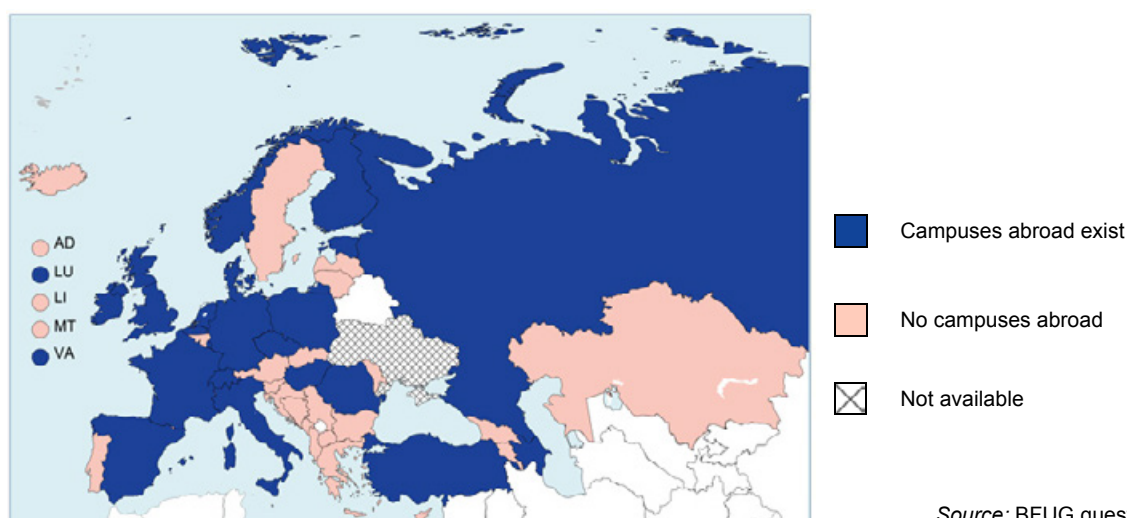 AD
LU
LI
MT
VA
Campuses abroad exist
No campuses abroad
Not available
Source: BFUG